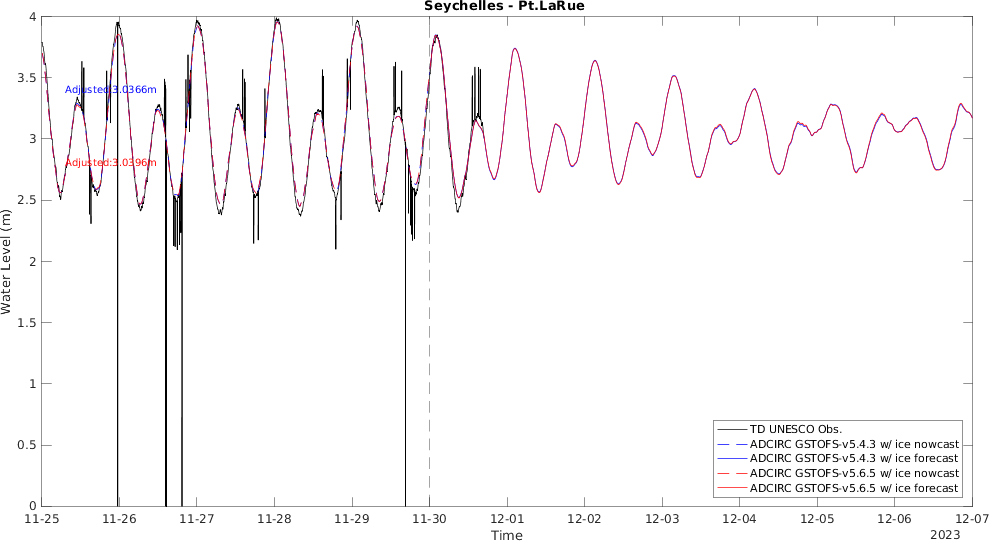 Seychelles - Pt.LaRue
4
3.5
3
2.5
2
1.5
1
0.5
0
Water Level (m)
Adjusted:3.0366m
Adjusted:3.0396m
TD UNESCO Obs.
ADCIRC GSTOFS-v5.4.3 w/ ice nowcast
ADCIRC GSTOFS-v5.4.3 w/ ice forecast
ADCIRC GSTOFS-v5.6.5 w/ ice nowcast
ADCIRC GSTOFS-v5.6.5 w/ ice forecast
11-25 11-26 11-27 11-28 11-29 11-30 12-01 12-02 12-03 12-04 12-05 12-06 12-07
Time
2023